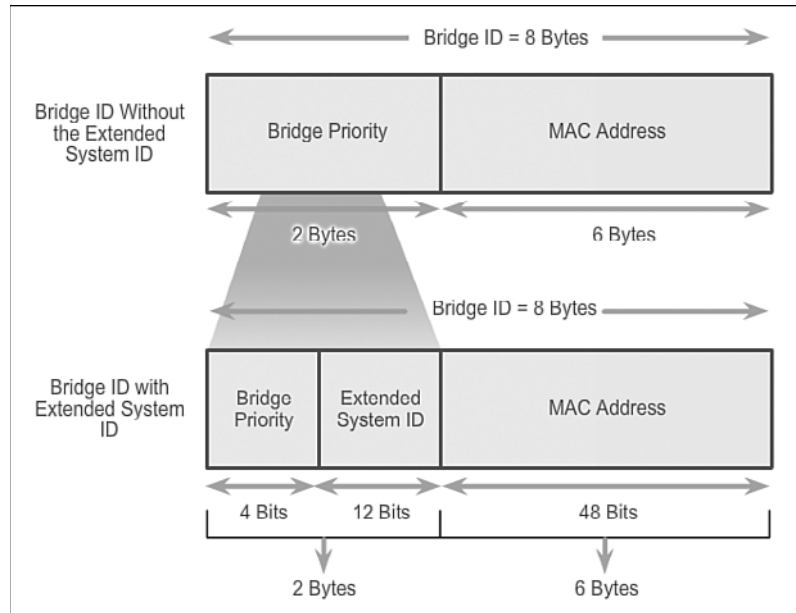 Bridge ID = 8 Bytes
Bridge ID Without
the Extended
System ID
Bridge Priority
MAC Address
2 Bytes
6 Bytes
Bridge ID = 8 Bytes
Bridge ID with
Extended System
ID
Bridge
Priority
Extended
System ID
MAC Address
4 Bits
12 Bits
48 Bits
2 Bytes
6 Bytes